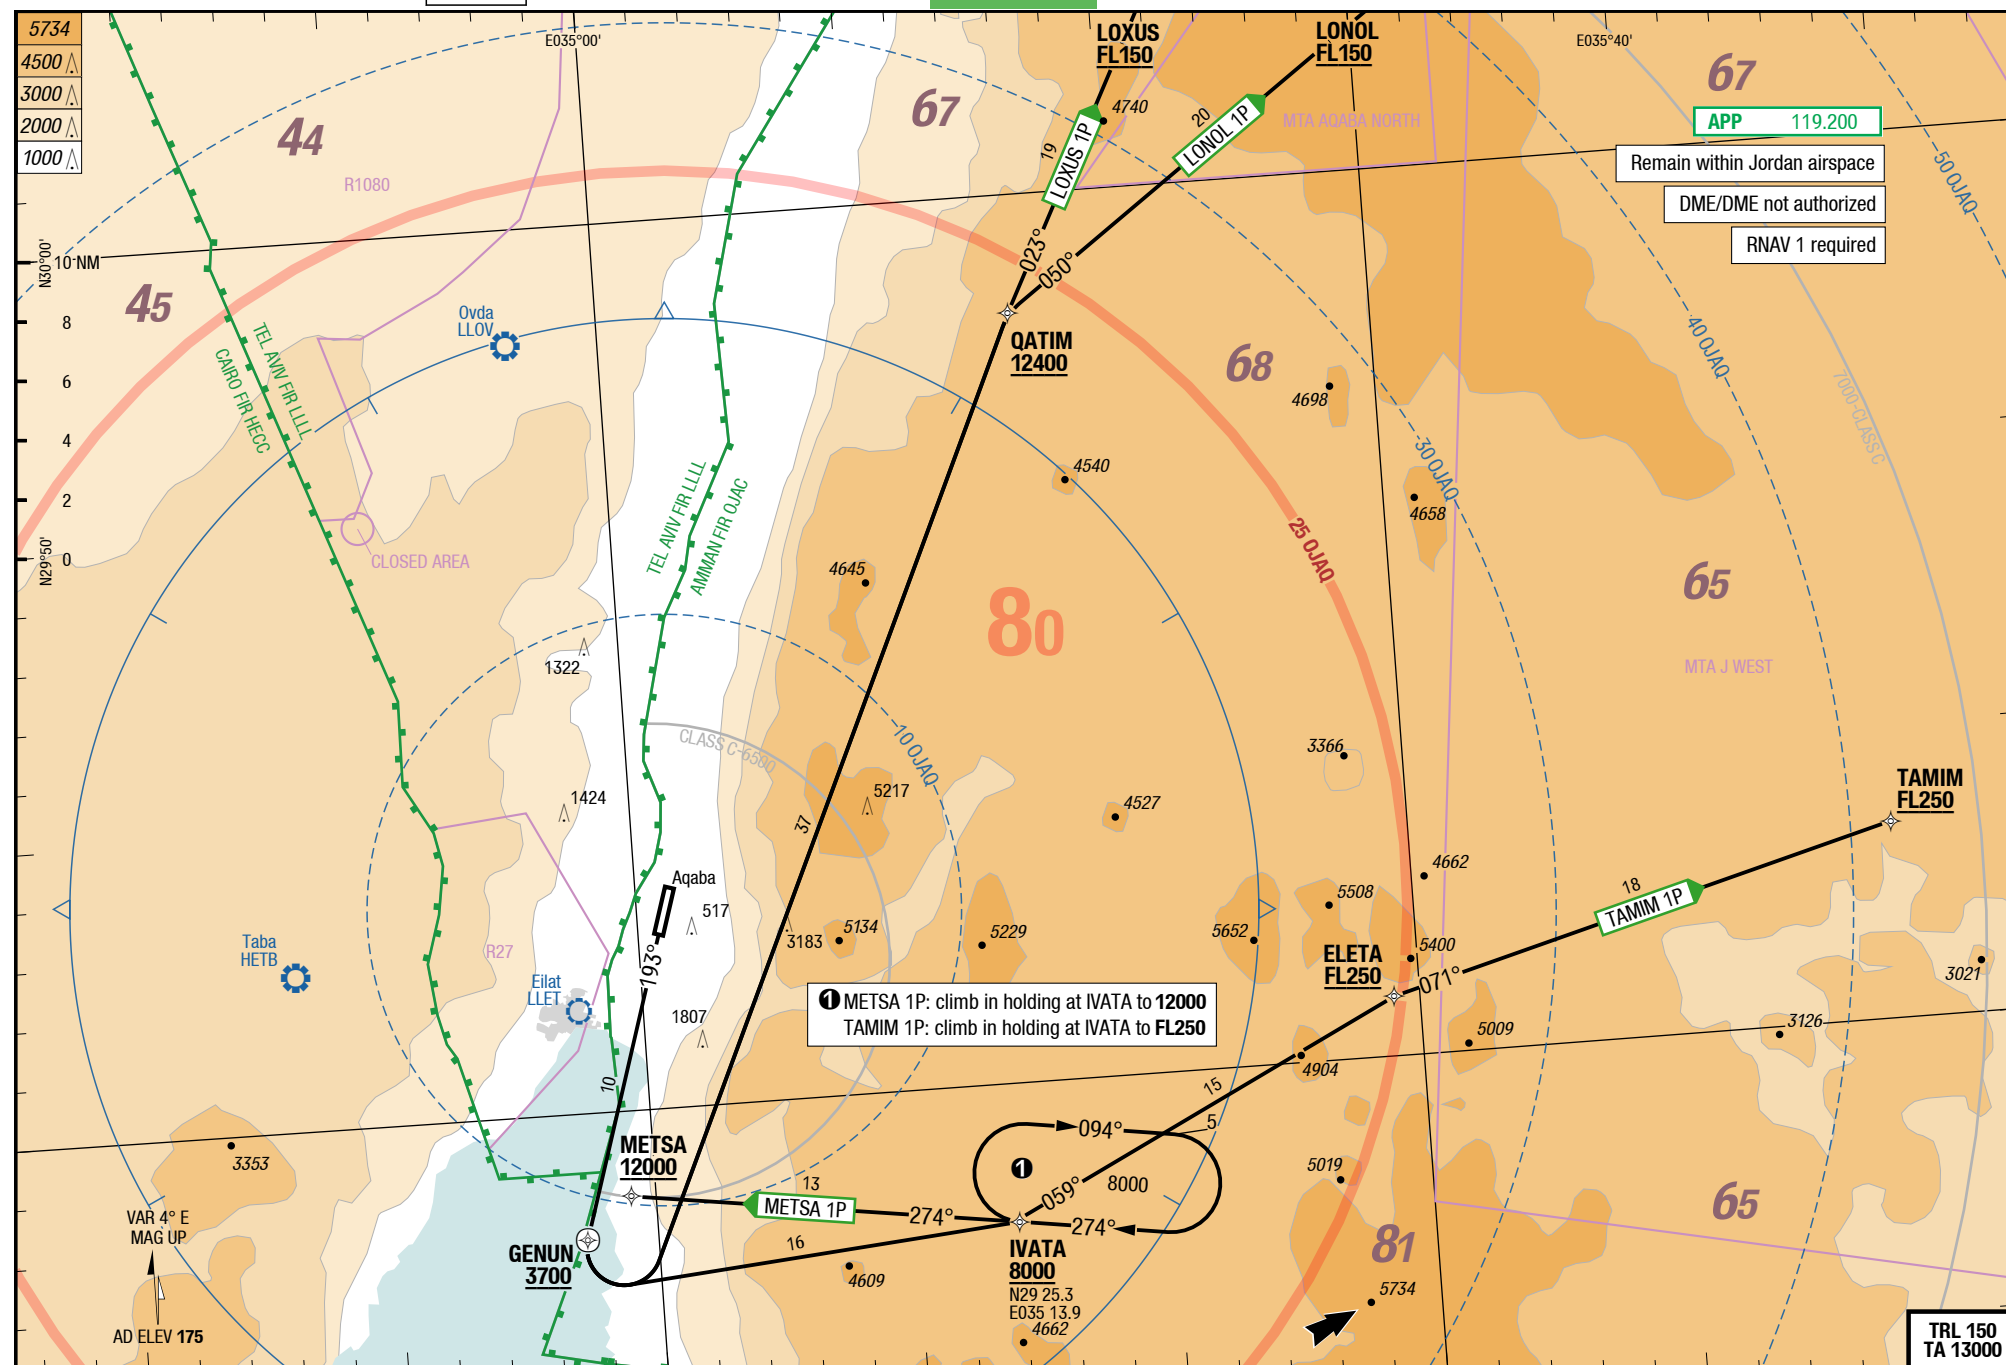 5734
4500
3000
2000
1000
E035°00'
LOXUS
FL150
LONOL
FL150
E035°40'
67
67
44
4740
20
LONOL 1P
MTA AQABA NORTH
APP 119.200
Remain within Jordan airspace
DME/DME not authorized
RNAV 1 required
50 OJAQ
R1080
19
LOXUS 1P
N30°00'
10 NM
8
6
4
2
0
N29°50'
45
Ovda
LLOV
TEL AVIV FIR LLLL
CAIRO FIR HECC
023°
050°
QATIM
12400
68
4698
40 OJAQ
7000-CLASS C
4540
30 OJAQ
4658
TEL AVIV FIR LLLL
AMMAN FIR OJAC
CLOSED AREA
25 OJAQ
4645
80
65
MTA J WEST
1322
CLASS C-6500
10 OJAQ
3366
TAMIM
FL250
1424
5217
4527
37
Aqaba
517
4662
18
TAMIM 1P
5508
3183
5134
5229
5652
5400
ELETA
FL250
071°
3021
Taba
HETB
R27
193°
Eilat
LLET
1807
1 METSA 1P: climb in holding at IVATA to 12000
TAMIM 1P: climb in holding at IVATA to FL250
5009
3126
4904
10
15
5
094°
METSA
12000
1
3353
13
METSA 1P
274°
059°
8000
274°
5019
65
VAR 4° E
MAG UP
GENUN
3700
16
IVATA
8000
N29 25.3
E035 13.9
81
4609
5734
4662
AD ELEV 175
TRL 150
TA 13000